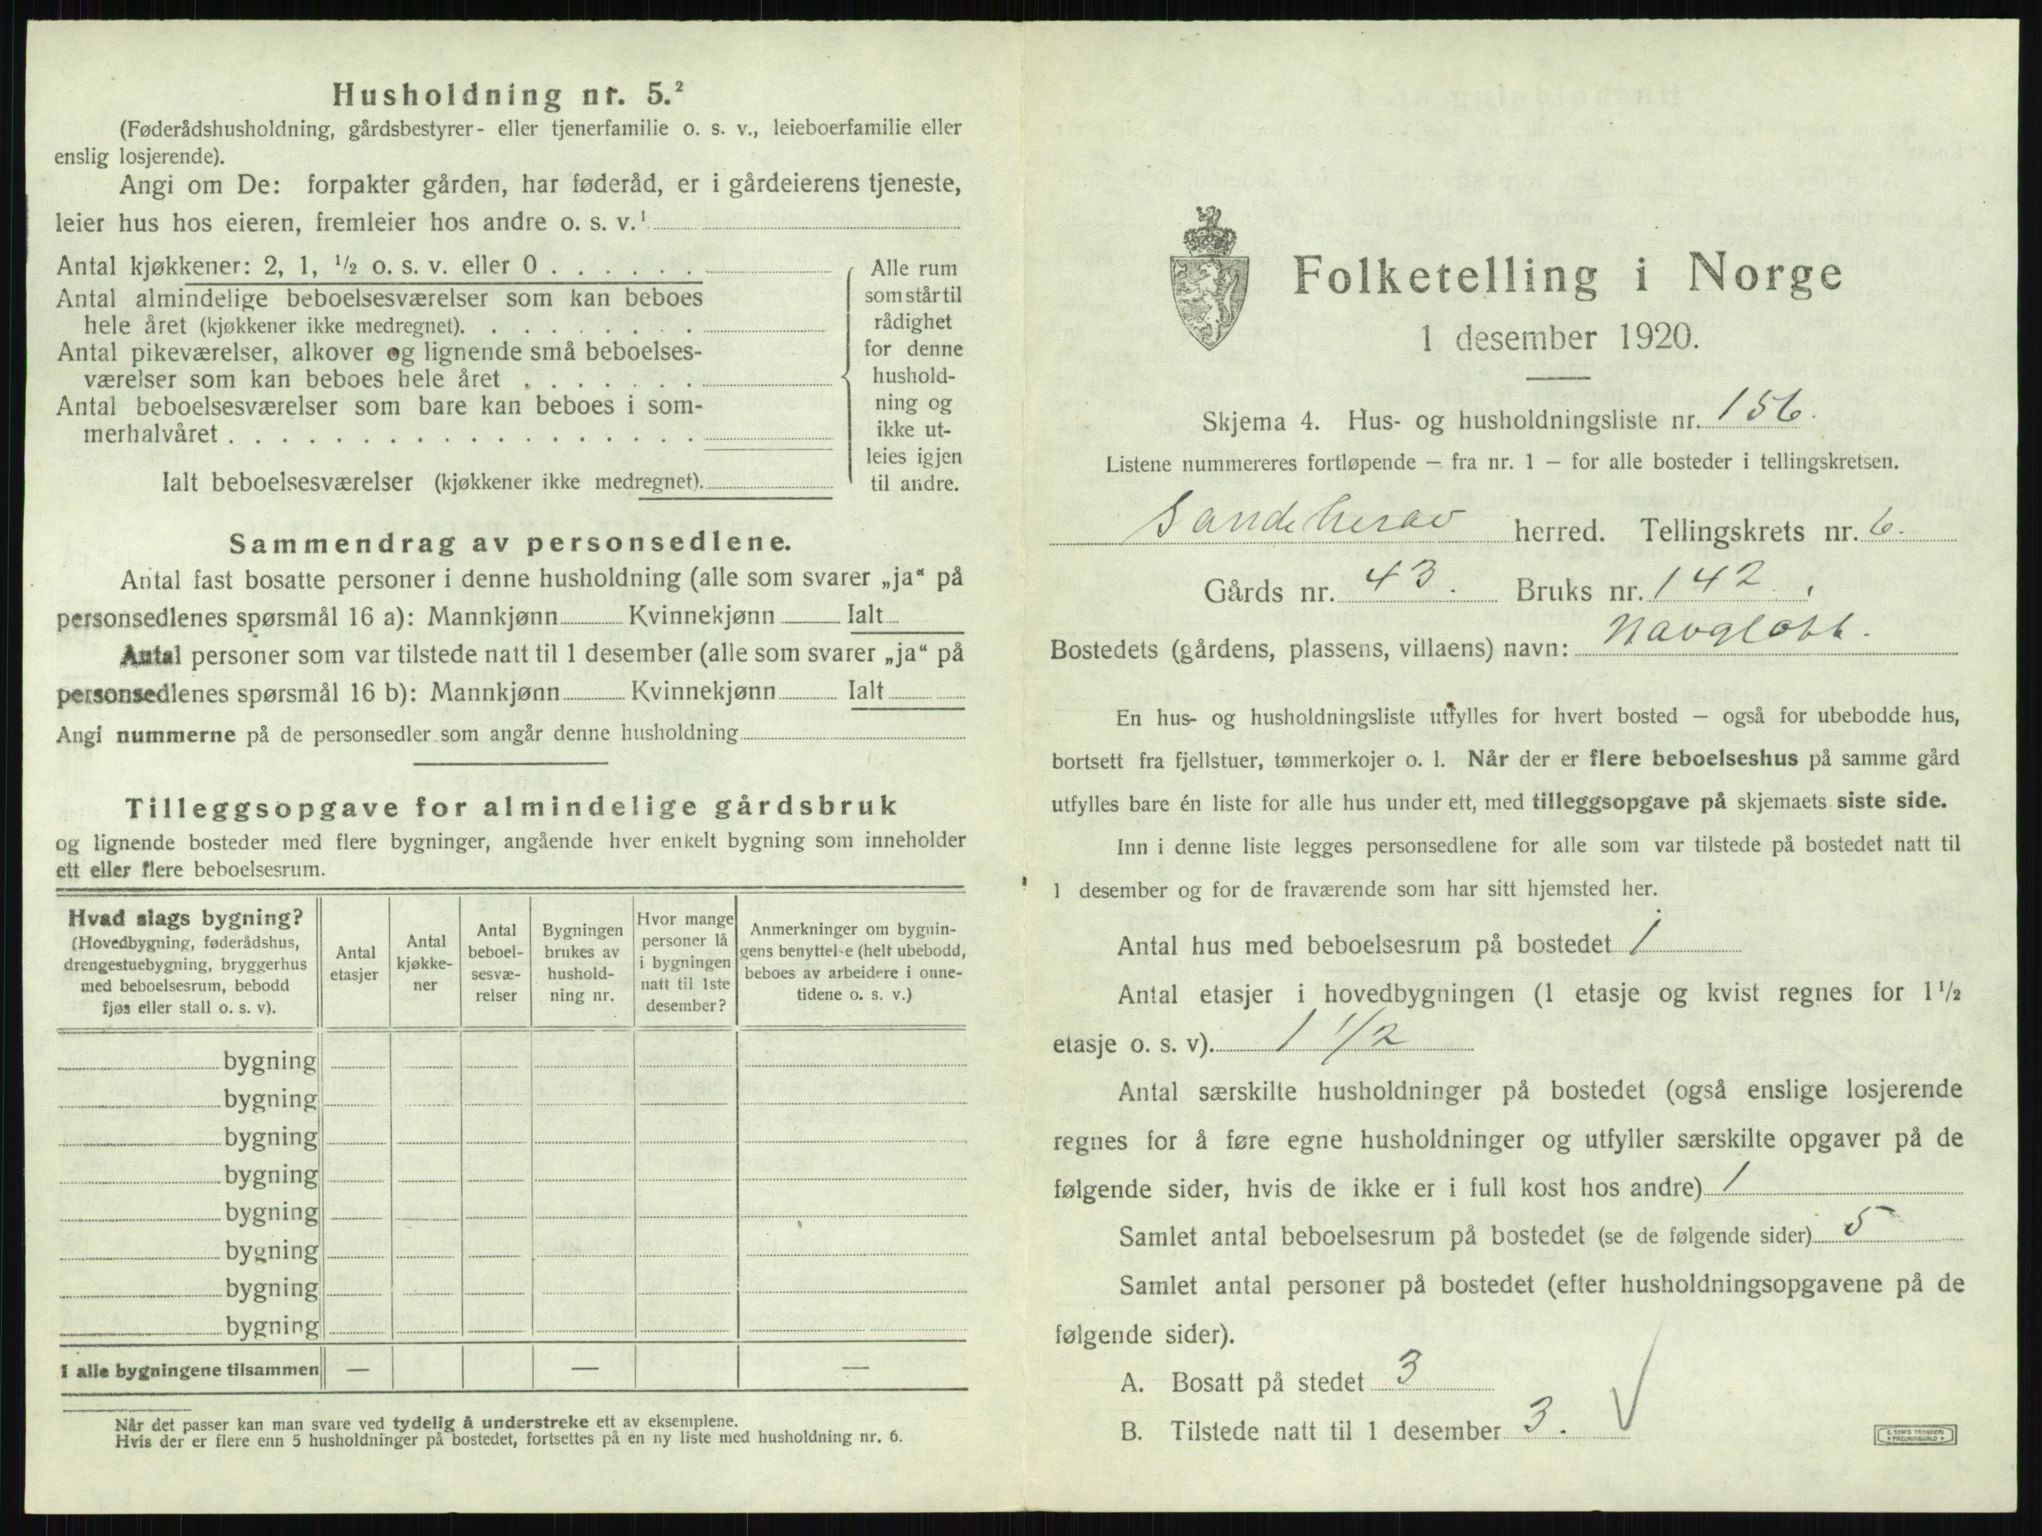 Husholdning nr. 5.²
(Føderådshusholdning, gårdsbestyrer- eller tjenerfamilie o. s. v., leieboerfamilie eller
enslig losjerende).
Angi om De: forpakter gården, har føderåd, er i gårdeierens tjeneste,
leier hus hos eieren, fremleier hos andre o. s. v.¹
Antal kjøkkener: 2, 1, ½ o. s. v. eller 0 . . . . . .
Antal almindelige beboelsesværelser som kan beboes
hele året (kjøkkener ikke medregnet). . . . . . . . .
Antal pikeværelser, alkover og lignende små beboelses-
værelser som kan beboes hele året . . . . . . .
Antal beboelsesværelser som bare kan beboes i som-
merhalvåret . . . . . . . . . . . . . . . . . .
Ialt beboelsesværelser (kjøkkener ikke medregnet).
Alle rum
som står til
rådighet
for denne
hushold-
ning og
ikke ut-
leies igjen
til andre.
Sammendrag av personsedlene.
Antal fast bosatte personer i denne husholdning (alle som svarer „ja“ på
personsedlenes spørsmål 16 a): Mannkjønn Kvinnekjønn Ialt
Antal personer som var tilstede natt til 1 desember (alle som svarer „ja“ på
personsedlenes spørsmål 16 b): Mannkjønn Kvinnekjønn Ialt
Angi nummerne på de personsedler som angår denne husholdning
Tilleggsopgave for almindelige gårdsbruk
og lignende bosteder med flere bygninger, angående hver enkelt bygning som inneholder
ett eller flere beboelsesrum.
Hvad slags bygning?
(Hovedbygning, føderådshus,
drengestuebygning, bryggerhus
med beboelsesrum, bebodd
fjøs eller stall o. s. v).
Antal
etasjer
Antal
kjøkke-
ner
Antal
beboel-
sesvæ-
relser
Bygningen
brukes av
hushold-
ning nr.
Hvor mange
personer lå
i bygningen
natt til 1ste
desember?
Anmerkninger om bygnin-
gens benyttelse (helt ubebodd,
beboes av arbeidere i onne-
tidene o. s. v.)
bygning
bygning
bygning
bygning
bygning
bygning
bygning
bygning
I alle bygningene tilsammen — — —
Når det passer kan man svare ved tydelig å understreke ett av eksemplene.
Hvis der er flere enn 5 husholdninger på bostedet, fortsettes på en ny liste med husholdning nr. 6.
Folketelling i Norge
1 desember 1920.
Skjema 4. Hus- og husholdningsliste nr. 156.
Listene nummereres fortløpende – fra nr. 1 – for alle bosteder i tellingskretsen.
Sandeherav herred. Tellingskrets nr. 6.
Gårds nr. 43. Bruks nr. 142.
Bostedets (gårdens, plassens, villaens) navn:
En hus- og husholdningsliste utfylles for hvert bosted – også for ubebodde hus,
bortsett fra fjellstuer, tømmerkojer o. l. Når der er flere beboelseshus på samme gård
utfylles bare én liste for alle hus under ett, med tilleggsopgave på skjemaets siste side.
Inn i denne liste legges personsedlene for alle som var tilstede på bostedet natt til
1 desember og for de fraværende som har sitt hjemsted her.
Antal hus med beboelsesrum på bostedet 1
Antal etasjer i hovedbygningen (1 etasje og kvist regnes for 1½
etasje o. s. v). 1 1/2
Antal særskilte husholdninger på bostedet (også enslige losjerende
regnes for å føre egne husholdninger og utfyller særskilte opgaver på de
følgende sider, hvis de ikke er i full kost hos andre) 1
Samlet antal beboelsesrum på bostedet (se de følgende sider) 5
Samlet antal personer på bostedet (efter husholdningsopgavene på de
følgende sider).
A. Bosatt på stedet 3
B. Tilstede natt til 1 desember 3.